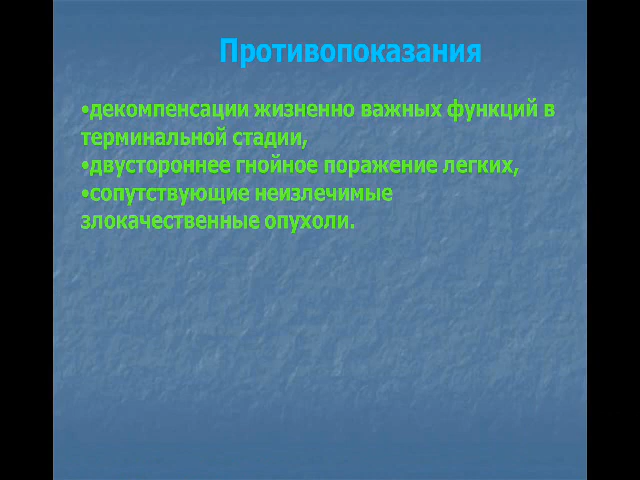 Противопоказания
•декомпенсации жизненно важных функций в
терминальной стадии,
•двустороннее гнойное поражение легких,
•сопутствующие неизлечимые
злокачественные опухоли.